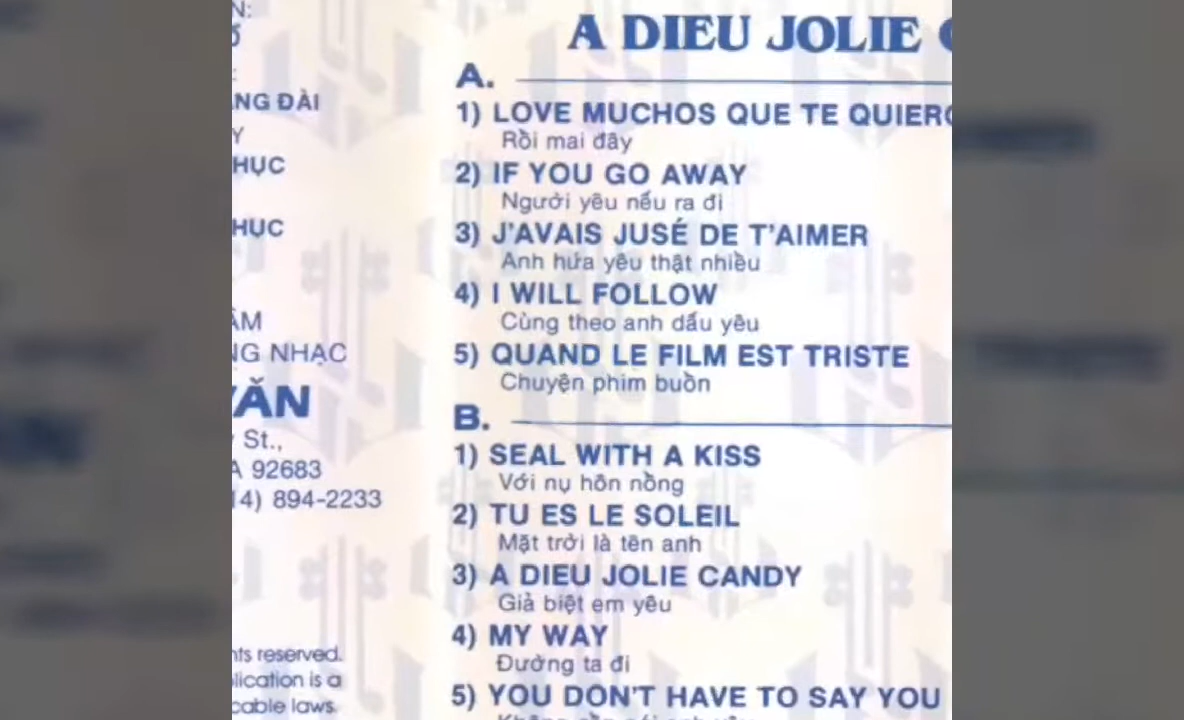 N:
NG ĐÀI
Y
HỤC
HỤC
ÂM
NG NHẠC
VĂN
St.,
A 92683
14) 894-2233
nts reserved.
lication is a
cable laws.
A DIEU JOLIE
A.
1) LOVE MUCHOS QUE TE QUIERO
Rồi mai đây
2) IF YOU GO AWAY
Người yêu nếu ra đi
3) J'AVAIS JUSÉ DE T'AIMER
Anh hứa yêu thật nhiều
4) I WILL FOLLOW
Cùng theo anh dấu yêu
5) QUAND LE FILM EST TRISTE
Chuyện phim buồn
B.
1) SEAL WITH A KISS
Với nụ hôn nồng
2) TU ES LE SOLEIL
Mặt trời là tên anh
3) A DIEU JOLIE CANDY
Giả biệt em yêu
4) MY WAY
Đường ta đi
5) YOU DON'T HAVE TO SAY YOU